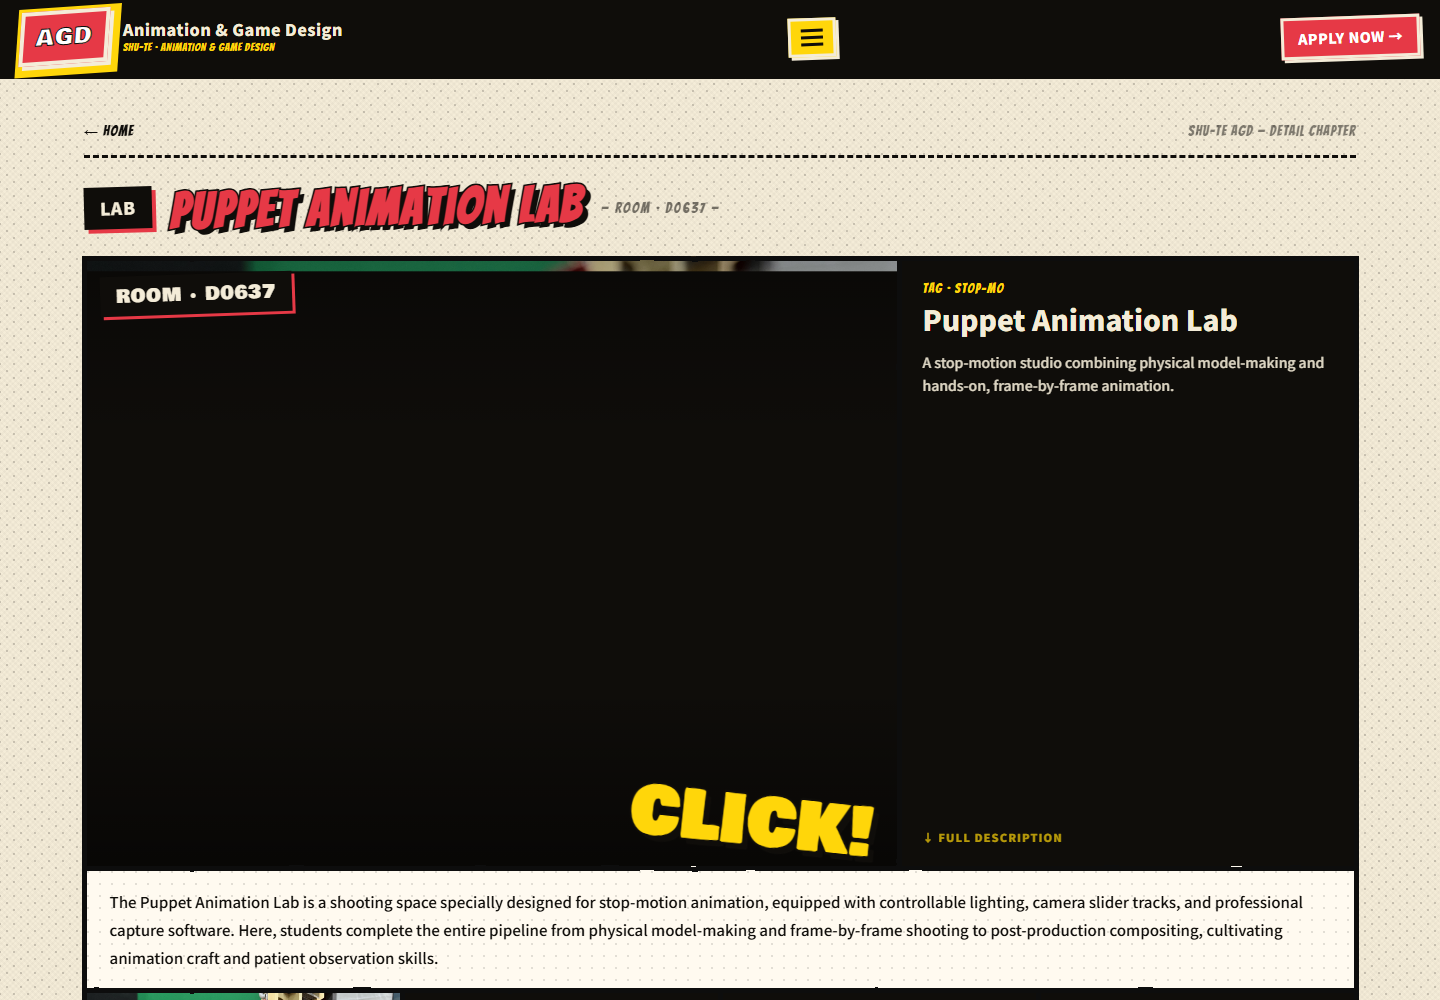 AGD
Animation & Game Design
SHU-TE · ANIMATION & GAME DESIGN
APPLY NOW →
← HOME
SHU-TE AGD — DETAIL CHAPTER
LAB
PUPPET ANIMATION LAB
— ROOM · D0637 —
ROOM · D0637
TAG · STOP-MO
Puppet Animation Lab
A stop-motion studio combining physical model-making and
hands-on, frame-by-frame animation.
CLICK!
↓ FULL DESCRIPTION
The Puppet Animation Lab is a shooting space specially designed for stop-motion animation, equipped with controllable lighting, camera slider tracks, and professional
capture software. Here, students complete the entire pipeline from physical model-making and frame-by-frame shooting to post-production compositing, cultivating
animation craft and patient observation skills.